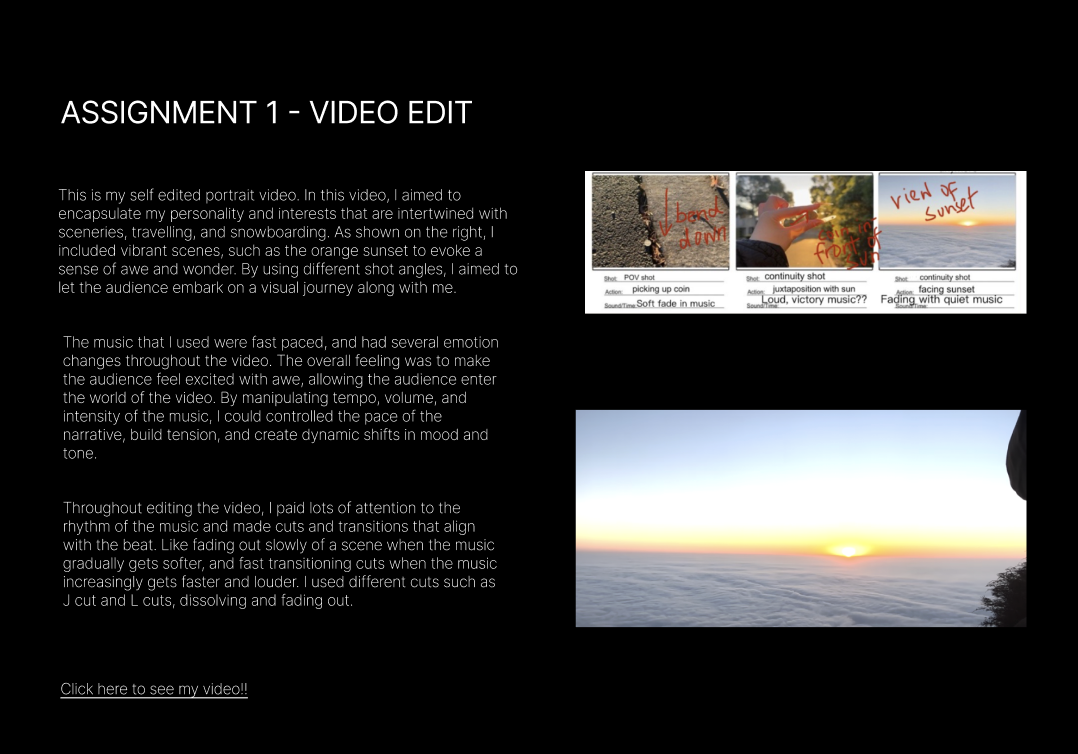 ASSIGNMENT 1 - VIDEO EDIT
This is my self edited portrait video. In this video, I aimed to
encapsulate my personality and interests that are intertwined with
sceneries, travelling, and snowboarding. As shown on the right, I
included vibrant scenes, such as the orange sunset to evoke a
sense of awe and wonder. By using different shot angles, I aimed to
let the audience embark on a visual journey along with me.
The music that I used were fast paced, and had several emotion
changes throughout the video. The overall feeling was to make
the audience feel excited with awe, allowing the audience enter
the world of the video. By manipulating tempo, volume, and
intensity of the music, I could controlled the pace of the
narrative, build tension, and create dynamic shifts in mood and
tone.
Throughout editing the video, I paid lots of attention to the
rhythm of the music and made cuts and transitions that align
with the beat. Like fading out slowly of a scene when the music
gradually gets softer, and fast transitioning cuts when the music
increasingly gets faster and louder. I used different cuts such as
J cut and L cuts, dissolving and fading out.
Click here to see my video!!
bend
down
front of
sun
view of
sunset
Shot: POV shot
Action: picking up coin
Sound/Time: Soft fade in music
Shot: continuity shot
Action: juxtaposition with sun
Sound/Time: Loud, victory music??
Shot: continuity shot
Action: facing sunset
Sound/Time: Fading with quiet music